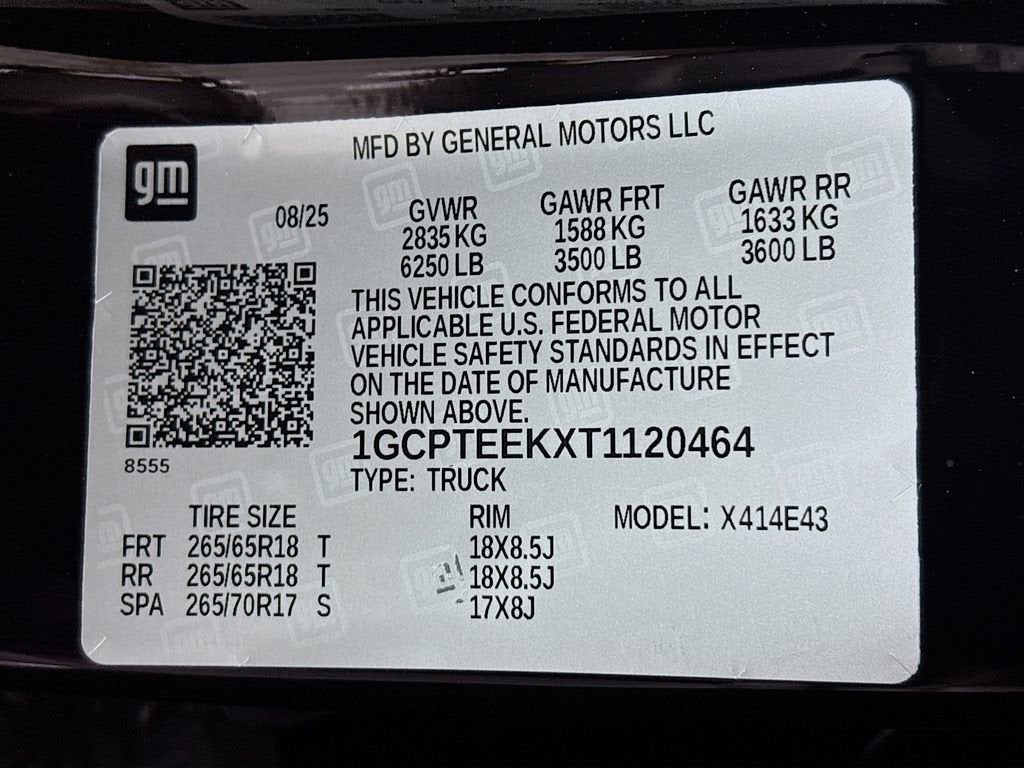 gm
MFD BY GENERAL MOTORS LLC
08/25
GVWR GAWR FRT GAWR RR
2835 KG 1588 KG 1633 KG
6250 LB 3500 LB 3600 LB
THIS VEHICLE CONFORMS TO ALL
APPLICABLE U.S. FEDERAL MOTOR
VEHICLE SAFETY STANDARDS IN EFFECT
ON THE DATE OF MANUFACTURE
SHOWN ABOVE.
1GCPTEEKXT1120464
8555
TYPE: TRUCK
TIRE SIZE RIM MODEL: X414E43
FRT 265/65R18 T 18X8.5J
RR 265/65R18 T 18X8.5J
SPA 265/70R17 S 17X8J